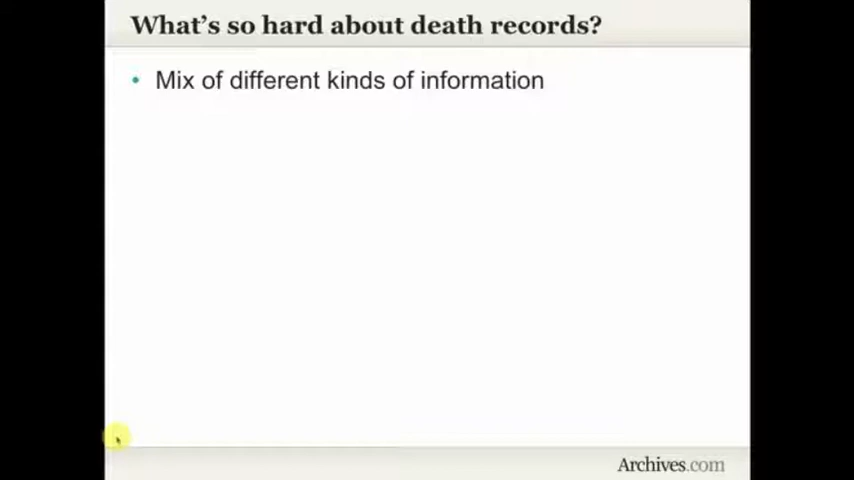 What's so hard about death records?
• Mix of different kinds of information
Archives.com